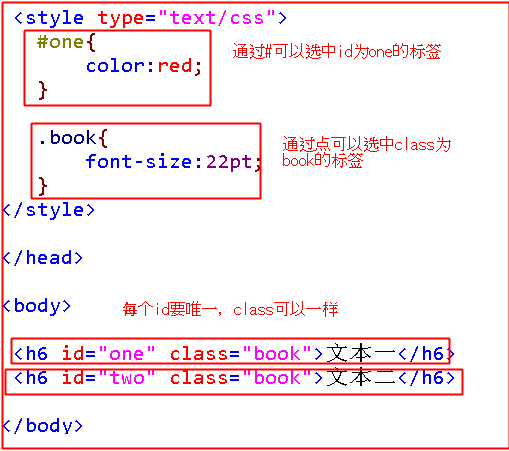 <style type="text/css">
#one{
color:red;
}
通过#可以选中id为one的标签
.book{
font-size:22pt;
}
通过点可以选中class为
book的标签
</style>
</head>
<body>
每个id要唯一，class可以一样
<h6 id="one" class="book">文本一</h6>
<h6 id="two" class="book">文本二</h6>
</body>